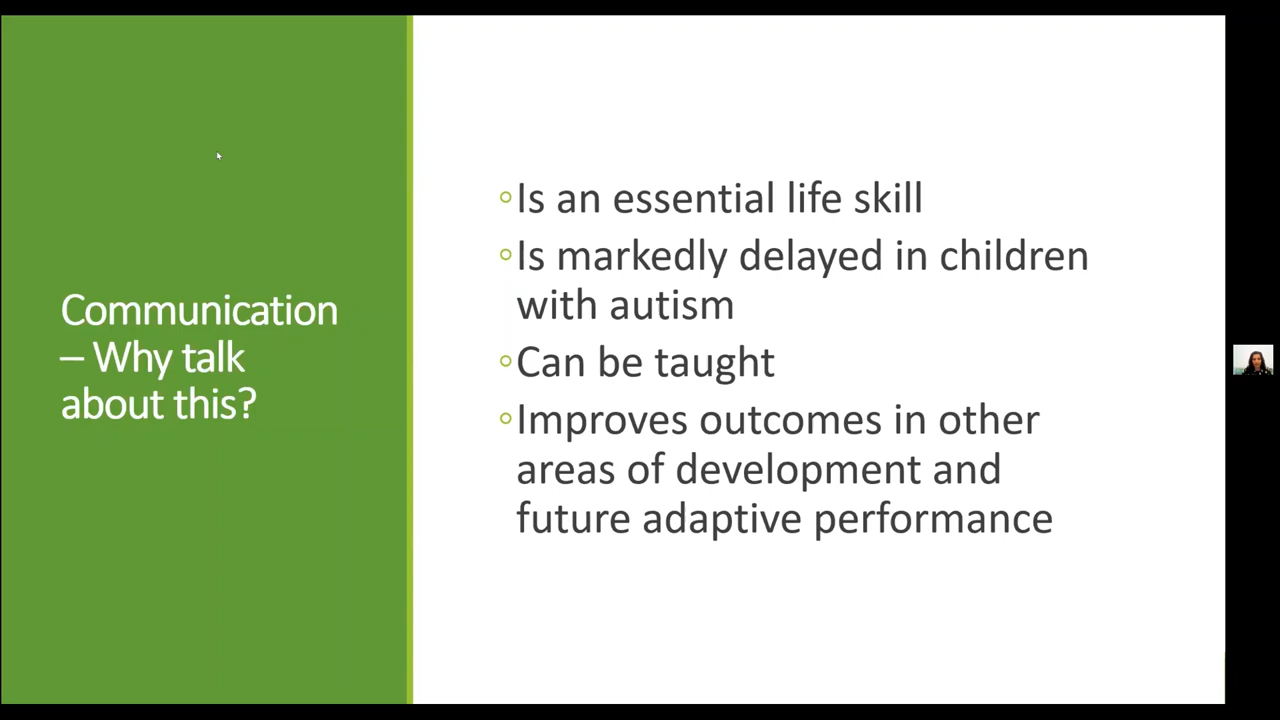 Communication
– Why talk
about this?
◦Is an essential life skill
◦Is markedly delayed in children
with autism
◦Can be taught
◦Improves outcomes in other
areas of development and
future adaptive performance